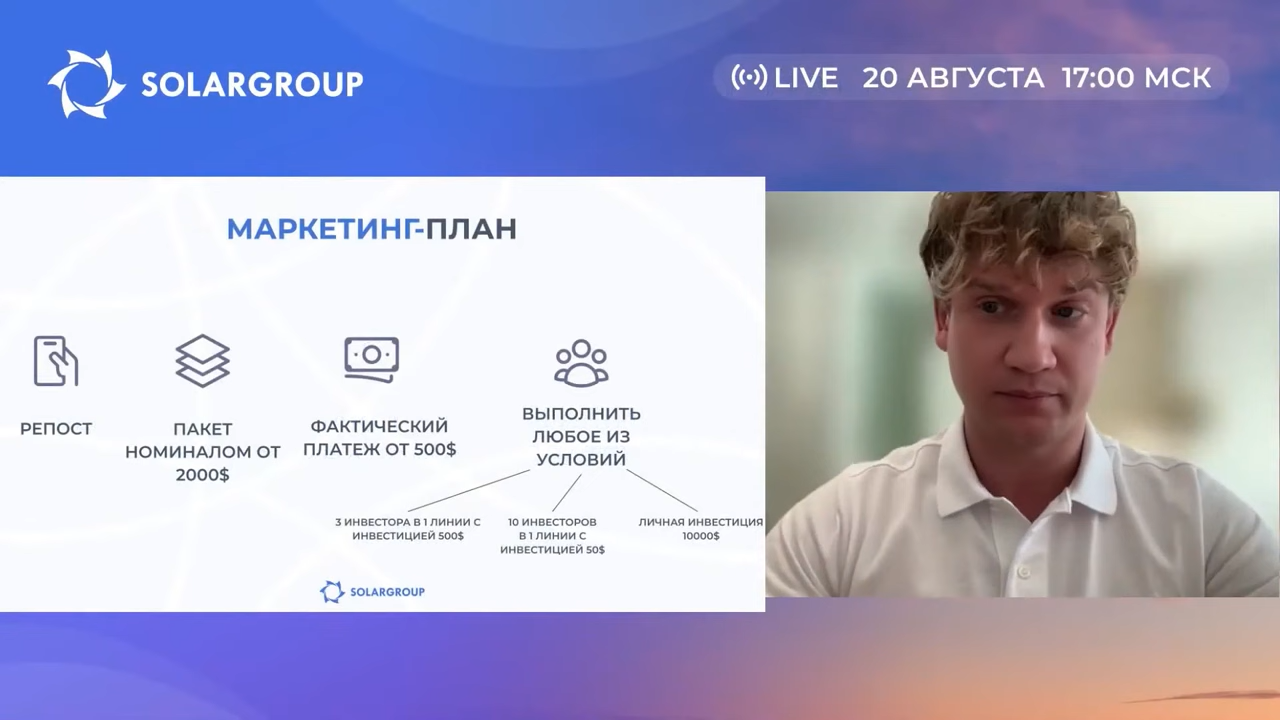 SOLARGROUP
LIVE 20 АВГУСТА 17:00 МСК
МАРКЕТИНГ-ПЛАН
РЕПОСТ
ПАКЕТ
НОМИНАЛОМ ОТ
2000$
ФАКТИЧЕСКИЙ
ПЛАТЕЖ ОТ 500$
ВЫПОЛНИТЬ
ЛЮБОЕ ИЗ
УСЛОВИЙ
3 ИНВЕСТОРА В 1 ЛИНИИ С
ИНВЕСТИЦИЕЙ 500$
10 ИНВЕСТОРОВ
В 1 ЛИНИИ С
ИНВЕСТИЦИЕЙ 50$
ЛИЧНАЯ ИНВЕСТИЦИЯ
10000$
SOLARGROUP